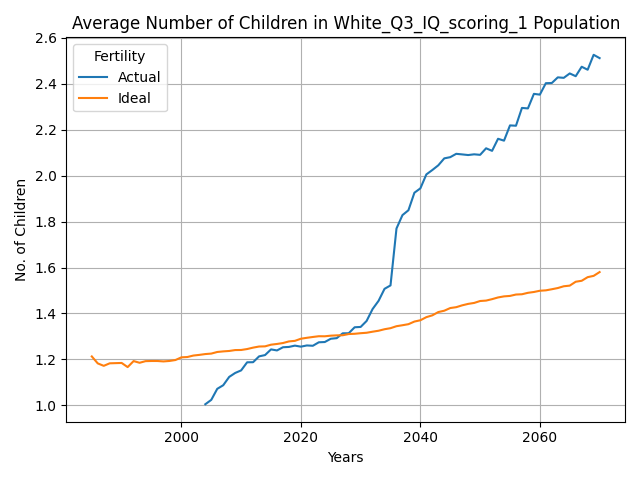 Average Number of Children in White_Q3_IQ_scoring_1 Population
Fertility
Actual
Ideal
No. of Children
2.6
2.4
2.2
2.0
1.8
1.6
1.4
1.2
1.0
2000
2020
2040
2060
Years